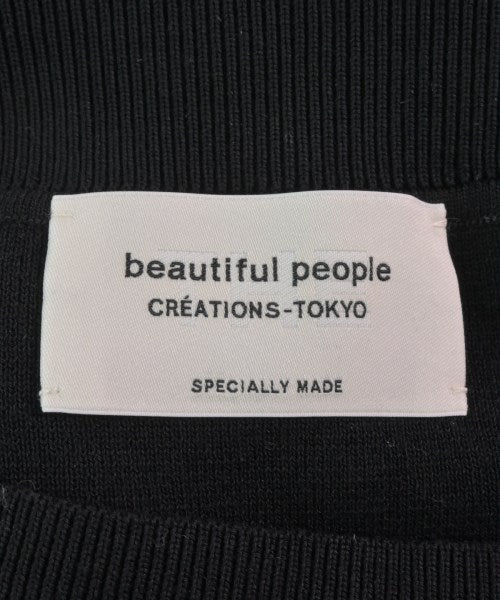 beautiful people
CRÉATIONS-TOKYO
SPECIALLY MADE